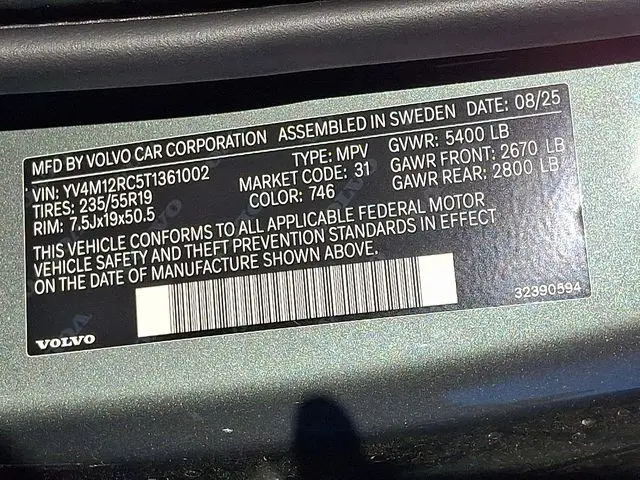 MFD BY VOLVO CAR CORPORATION ASSEMBLED IN SWEDEN DATE: 08/25
VIN: YV4M12RC5T1361002 TYPE: MPV GVWR: 5400 LB
TIRES: 235/55R19 MARKET CODE: 31 GAWR FRONT: 2670 LB
RIM: 7.5Jx19x50.5 COLOR: 746 GAWR REAR: 2800 LB
THIS VEHICLE CONFORMS TO ALL APPLICABLE FEDERAL MOTOR
VEHICLE SAFETY AND THEFT PREVENTION STANDARDS IN EFFECT
ON THE DATE OF MANUFACTURE SHOWN ABOVE.
32390594
VOLVO